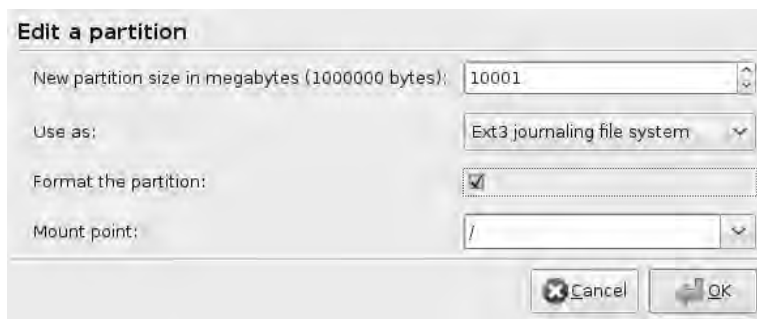 Edit a partition
New partition size in megabytes (1000000 bytes): 10001
Use as: Ext3 journaling file system
Format the partition:
Mount point: /
Cancel OK